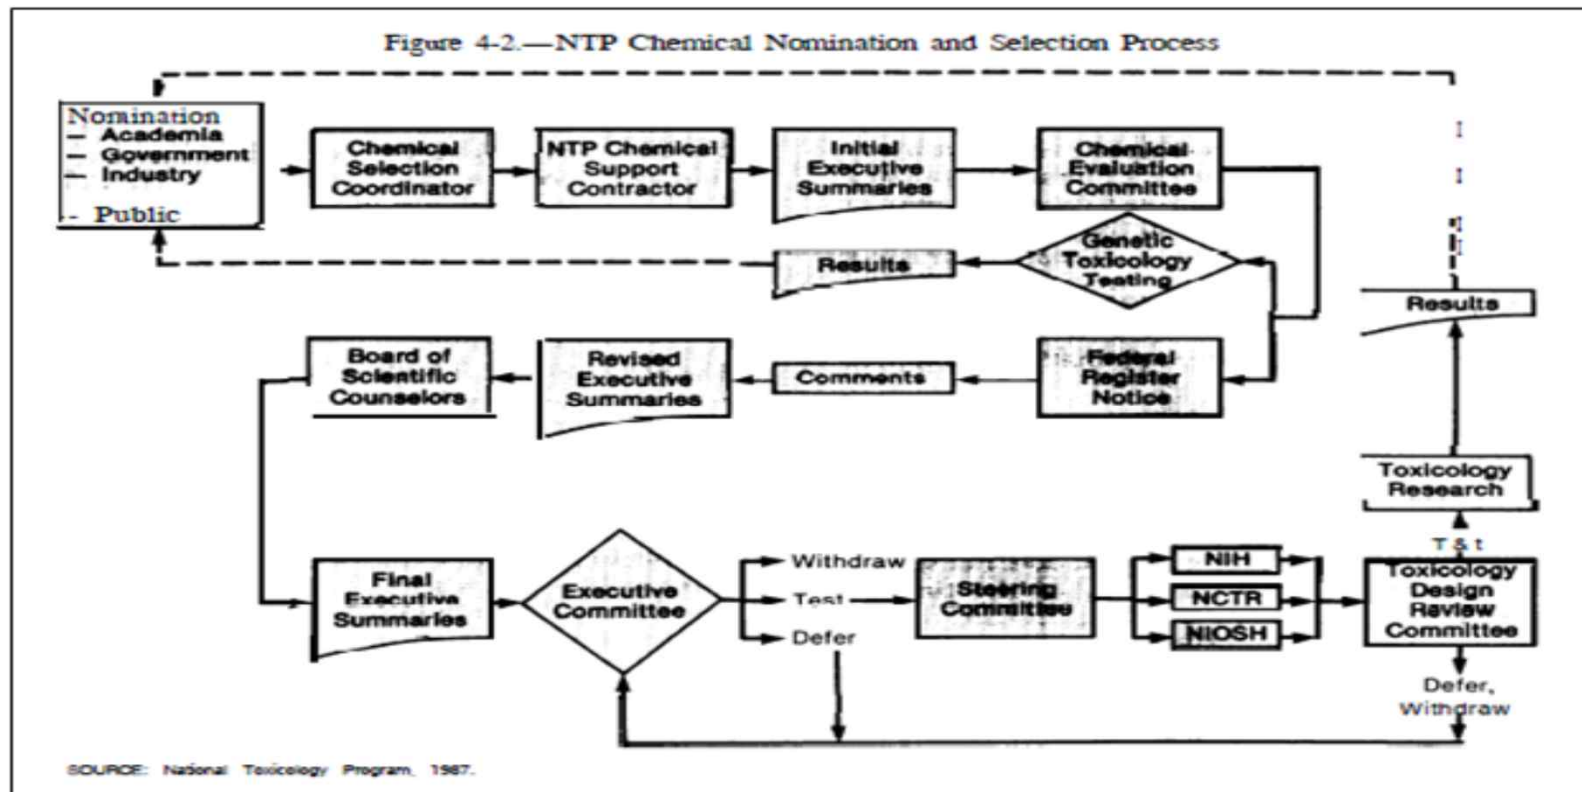 Figure 4-2.—NTP Chemical Nomination and Selection Process
Nomination
— Academia
— Government
— Industry
-- Public
Chemical
Selection
Coordinator
NTP Chemical
Support
Contractor
Initial
Executive
Summaries
Chemical
Evaluation
Committee
Genetic
Toxicology
Testing
Results
Results
Board of
Scientific
Counselors
Revised
Executive
Summaries
Comments
Federal
Register
Notice
Toxicology
Research
T & t
Final
Executive
Summaries
Executive
Committee
Withdraw
Test
Defer
Steering
Committee
NIH
NCTR
NIOSH
Toxicology
Design
Review
Committee
Defer,
Withdraw
SOURCE: National Toxicology Program, 1987.